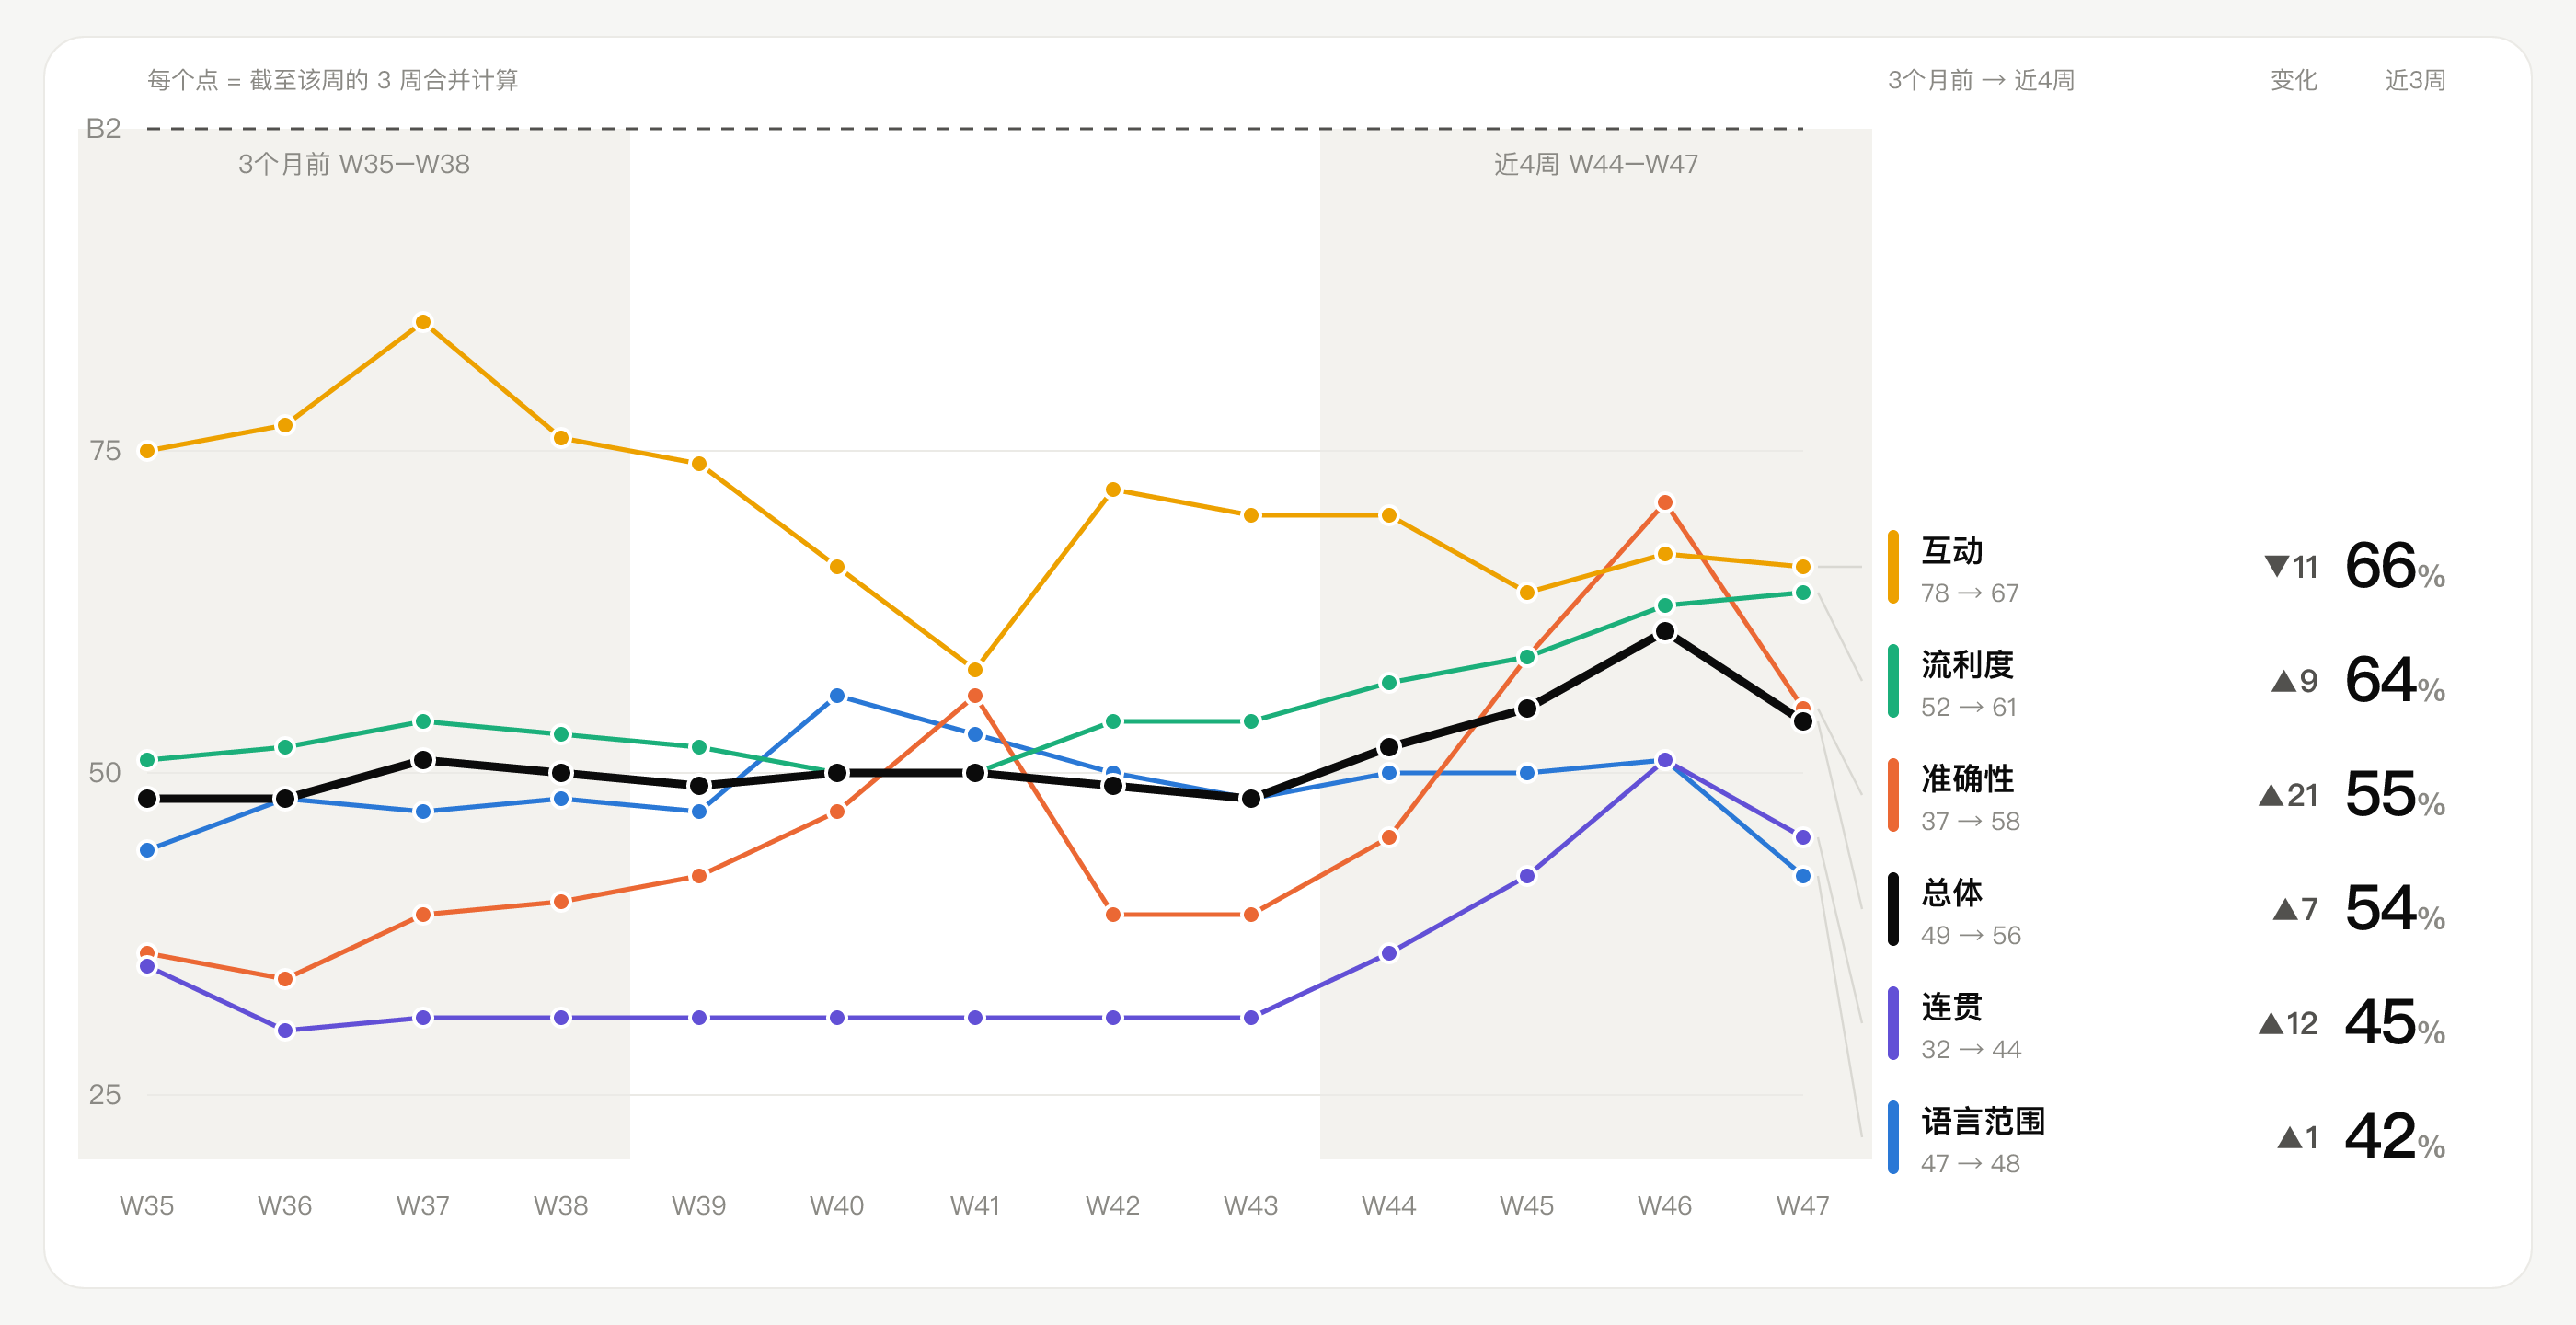 每个点 = 截至该周的 3 周合并计算
3个月前 → 近4周 变化 近3周
B2
3个月前 W35—W38
近4周 W44—W47
75
50
25
互动
78 → 67
▼11 66%
流利度
52 → 61
▲9 64%
准确性
37 → 58
▲21 55%
总体
49 → 56
▲7 54%
连贯
32 → 44
▲12 45%
语言范围
47 → 48
▲1 42%
W35 W36 W37 W38 W39 W40 W41 W42 W43 W44 W45 W46 W47